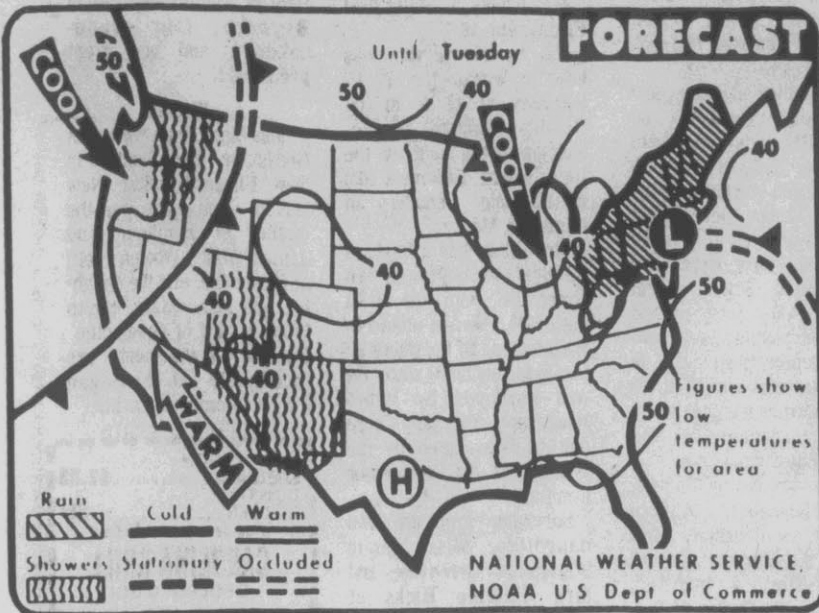 FORECAST
Until Tuesday
COOL
50
50
40
COOL
40
40
40
L
40
40
50
40
WARM
50
Figures show
low
temperatures
for area
H
Rain
Cold Warm
Showers Stationary Occluded
NATIONAL WEATHER SERVICE,
NOAA, U.S. Dept of Commerce